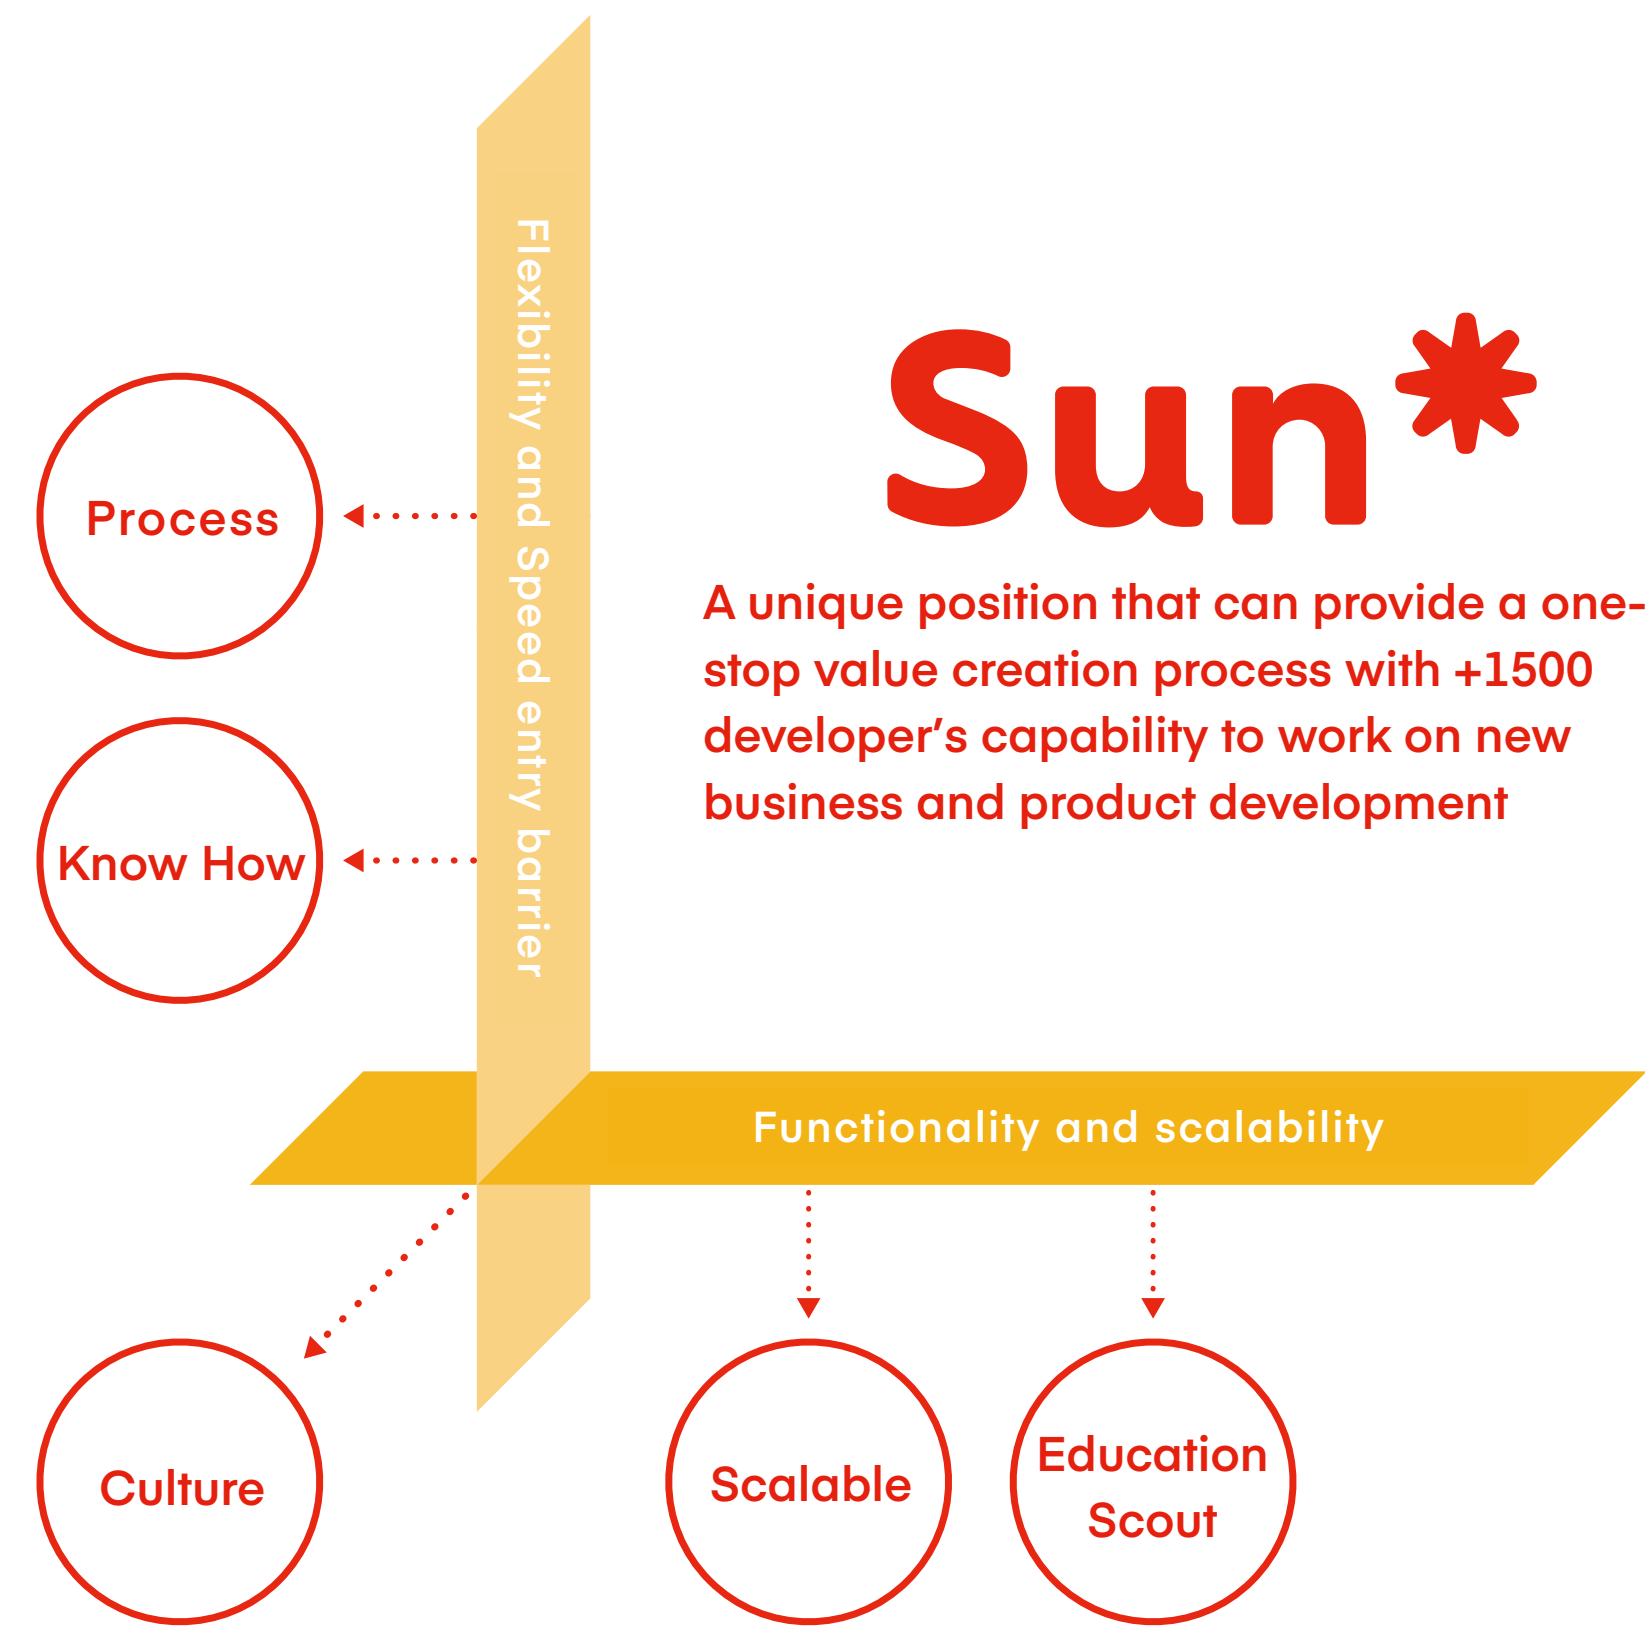 Flexibility and Speed entry barrier
Sun*
A unique position that can provide a one-
stop value creation process with +1500
developer’s capability to work on new
business and product development
Process
Know How
Functionality and scalability
Culture
Scalable
Education
Scout